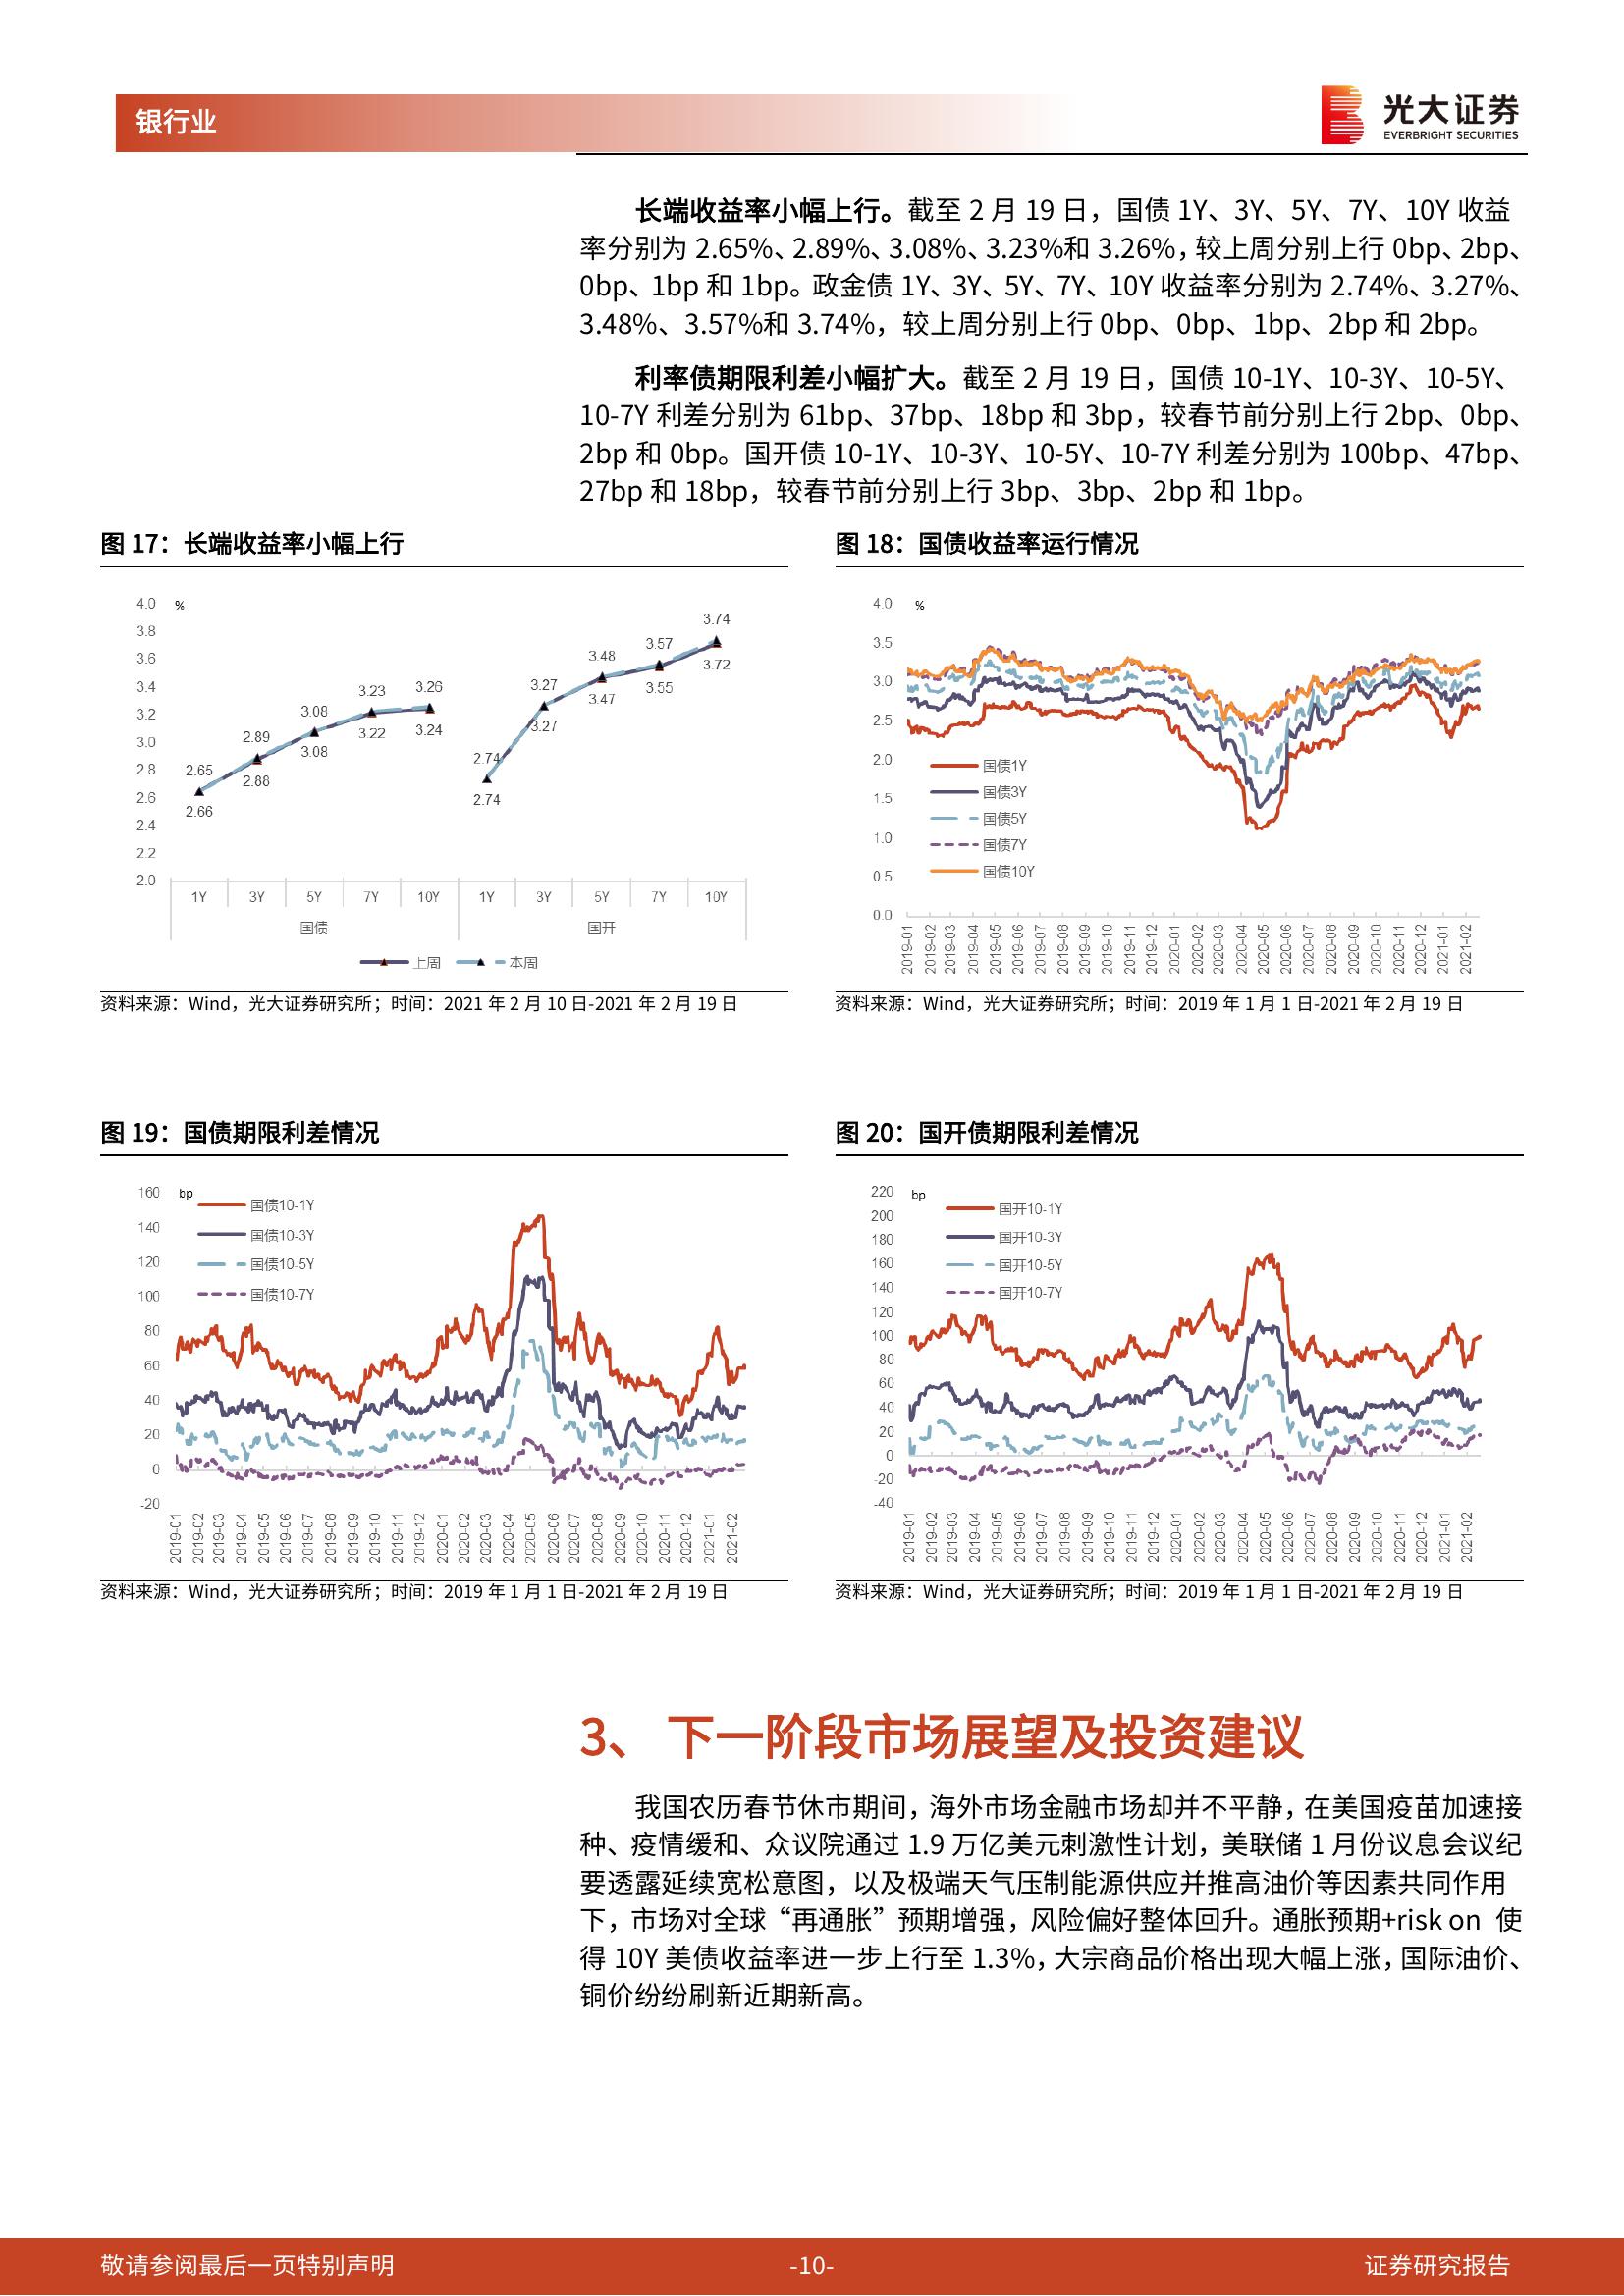 银行业
光大证券
EVERBRIGHT SECURITIES
长端收益率小幅上行。截至 2 月 19 日，国债 1Y、3Y、5Y、7Y、10Y 收益
率分别为 2.65%、2.89%、3.08%、3.23%和 3.26%，较上周分别上行 0bp、2bp、
0bp、1bp 和 1bp。政金债 1Y、3Y、5Y、7Y、10Y 收益率分别为 2.74%、3.27%、
3.48%、3.57%和 3.74%，较上周分别上行 0bp、0bp、1bp、2bp 和 2bp。
利率债期限利差小幅扩大。截至 2 月 19 日，国债 10-1Y、10-3Y、10-5Y、
10-7Y 利差分别为 61bp、37bp、18bp 和 3bp，较春节前分别上行 2bp、0bp、
2bp 和 0bp。国开债 10-1Y、10-3Y、10-5Y、10-7Y 利差分别为 100bp、47bp、
27bp 和 18bp，较春节前分别上行 3bp、3bp、2bp 和 1bp。
图 17：长端收益率小幅上行
4.0 %
3.8
3.6
3.4
3.2
3.0
2.8
2.6
2.4
2.2
2.0
2.65 2.89 3.08 3.23 3.26 2.74 3.27 3.48 3.57 3.74
2.66 2.88 3.08 3.22 3.24 2.74 3.27 3.47 3.55 3.72
1Y 3Y 5Y 7Y 10Y 1Y 3Y 5Y 7Y 10Y
国债 国开
上周 本周
资料来源：Wind，光大证券研究所；时间：2021 年 2 月 10 日-2021 年 2 月 19 日
图 18：国债收益率运行情况
4.0 %
3.5
3.0
2.5
2.0
1.5
1.0
0.5
0.0
国债1Y
国债3Y
国债5Y
国债7Y
国债10Y
2019-01 2019-02 2019-03 2019-04 2019-05 2019-06 2019-07 2019-08 2019-09 2019-10 2019-11 2019-12 2020-01 2020-02 2020-03 2020-04 2020-05 2020-06 2020-07 2020-08 2020-09 2020-10 2020-11 2020-12 2021-01 2021-02
资料来源：Wind，光大证券研究所；时间：2019 年 1 月 1 日-2021 年 2 月 19 日
图 19：国债期限利差情况
160 bp
140
120
100
80
60
40
20
0
-20
国债10-1Y
国债10-3Y
国债10-5Y
国债10-7Y
2019-01 2019-02 2019-03 2019-04 2019-05 2019-06 2019-07 2019-08 2019-09 2019-10 2019-11 2019-12 2020-01 2020-02 2020-03 2020-04 2020-05 2020-06 2020-07 2020-08 2020-09 2020-10 2020-11 2020-12 2021-01 2021-02
资料来源：Wind，光大证券研究所；时间：2019 年 1 月 1 日-2021 年 2 月 19 日
图 20：国开债期限利差情况
220 bp
200
180
160
140
120
100
80
60
40
20
0
-20
-40
国开10-1Y
国开10-3Y
国开10-5Y
国开10-7Y
2019-01 2019-02 2019-03 2019-04 2019-05 2019-06 2019-07 2019-08 2019-09 2019-10 2019-11 2019-12 2020-01 2020-02 2020-03 2020-04 2020-05 2020-06 2020-07 2020-08 2020-09 2020-10 2020-11 2020-12 2021-01 2021-02
资料来源：Wind，光大证券研究所；时间：2019 年 1 月 1 日-2021 年 2 月 19 日
3、 下一阶段市场展望及投资建议
我国农历春节休市期间，海外市场金融市场却并不平静，在美国疫苗加速接
种、疫情缓和、众议院通过 1.9 万亿美元刺激性计划，美联储 1 月份议息会议纪
要透露延续宽松意图，以及极端天气压制能源供应并推高油价等因素共同作用
下，市场对全球“再通胀”预期增强，风险偏好整体回升。通胀预期+risk on 使
得 10Y 美债收益率进一步上行至 1.3%，大宗商品价格出现大幅上涨，国际油价、
铜价纷纷刷新近期新高。
敬请参阅最后一页特别声明
-10-
证券研究报告